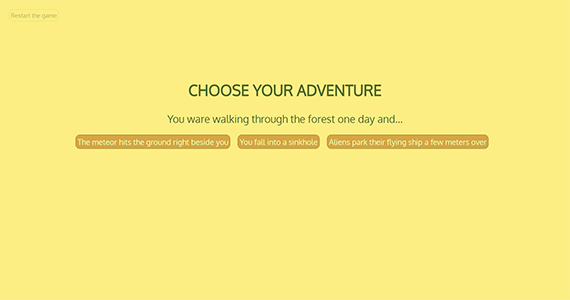 Restart the game
CHOOSE YOUR ADVENTURE
You ware walking through the forest one day and...
The meteor hits the ground right beside you
You fall into a sinkhole
Aliens park their flying ship a few meters over